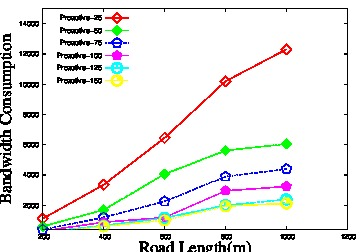 14000
12000
10000
8000
6000
4000
2000
200
400
600
800
1000
1200
Bandwidth Consumption
Road Length(m)
Proactive-25
Proactive-50
Proactive-75
Proactive-100
Proactive-125
Proactive-150